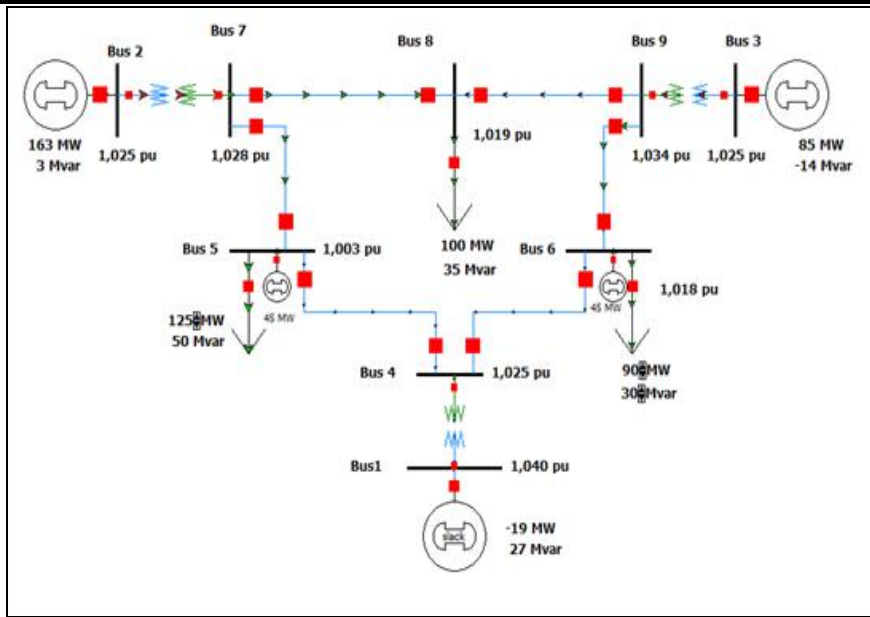 Bus 7
Bus 8
Bus 9
Bus 3
Bus 2
163 MW
3 Mvar
1,025 pu
1,028 pu
1,019 pu
1,034 pu
1,025 pu
85 MW
-14 Mvar
Bus 5
1,003 pu
100 MW
35 Mvar
Bus 6
1,018 pu
45 MW
45 MW
125 MW
50 Mvar
Bus 4
1,025 pu
90 MW
30 Mvar
Bus1
1,040 pu
slack
-19 MW
27 Mvar